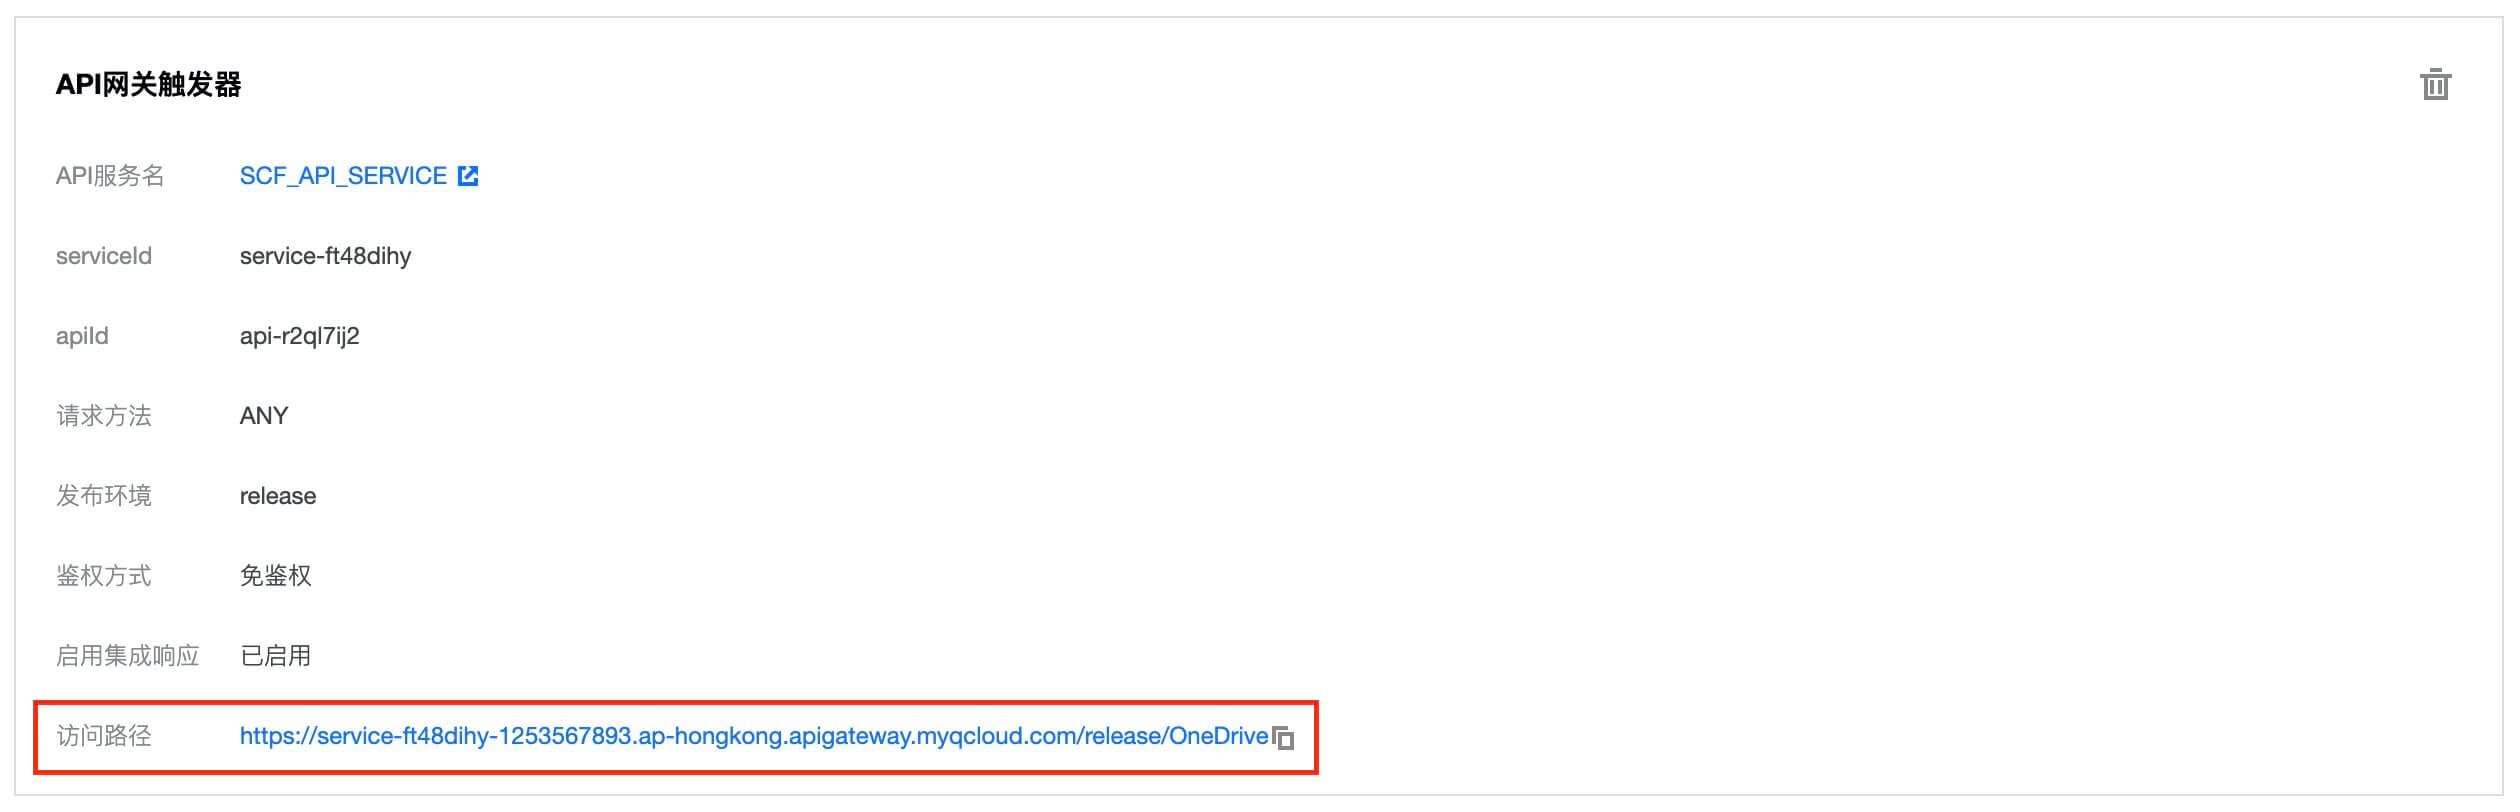 API网关触发器
API服务名 SCF_API_SERVICE
serviceId service-ft48dihy
apiId api-r2ql7ij2
请求方法 ANY
发布环境 release
鉴权方式 免鉴权
启用集成响应 已启用
访问路径 https://service-ft48dihy-1253567893.ap-hongkong.apigateway.myqcloud.com/release/OneDrive